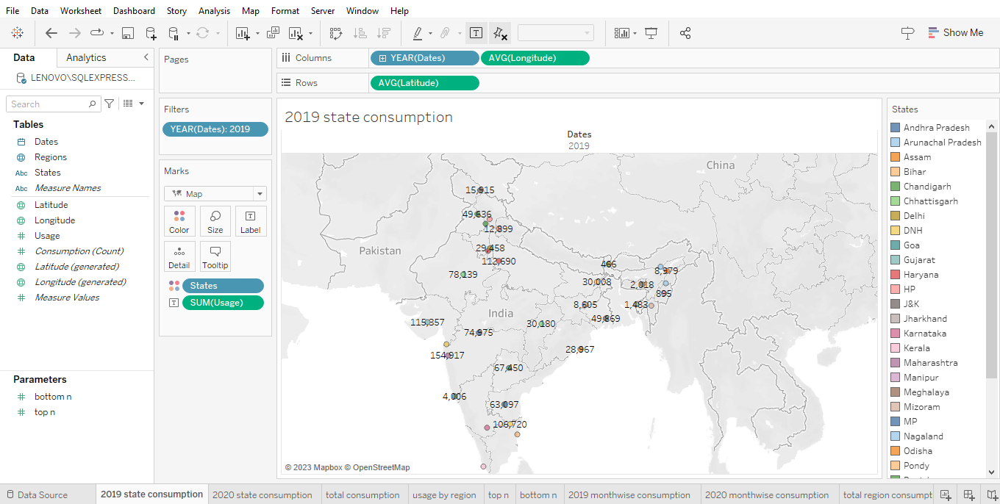 File Data Worksheet Dashboard Story Analysis Map Format Server Window Help
Show Me
Data Analytics
LENOVO\SQLEXPRESS...
Search
Tables
Dates
Regions
Abc States
Abc Measure Names
Latitude
Longitude
Usage
Consumption (Count)
Latitude (generated)
Longitude (generated)
Measure Values
Parameters
bottom n
top n
Pages
Filters
YEAR(Dates): 2019
Marks
Map
Color Size Label
Detail Tooltip
States
SUM(Usage)
Columns YEAR(Dates) AVG(Longitude)
Rows AVG(Latitude)
2019 state consumption
Dates
2019
China
15,915
49,636
12,899
29,458
Pakistan
112,690
466
8,979
78,139
30,008
2,018
895
8,605
1,483
India
49,869
115,357
30,180
74,975
28,967
154,917
67,450
4,006
63,097
106,720
© 2023 Mapbox © OpenStreetMap
States
Andhra Pradesh
Arunachal Pradesh
Assam
Bihar
Chandigarh
Chhattisgarh
Delhi
DNH
Goa
Gujarat
Haryana
HP
J&K
Jharkhand
Karnataka
Kerala
Maharashtra
Manipur
Meghalaya
Mizoram
MP
Nagaland
Odisha
Pondy
Data Source 2019 state consumption 2020 state consumption total consumption usage by region top n bottom n 2019 monthwise consumption 2020 monthwise consumption total region consumpt